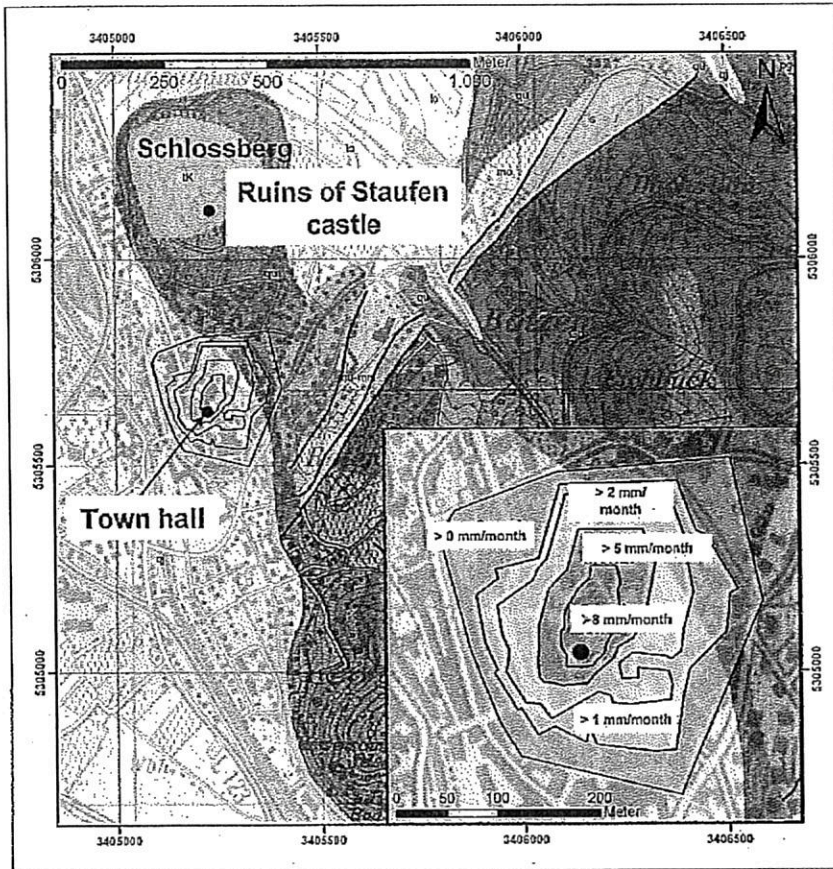 3405000 3405500 3406000 3406500
Meter
0 250 500 1.000
N
Schlossberg
tK
Ruins of Staufen
castle
5306000 5306000
Town hall
5305500 5305500
> 2 mm/
month
> 0 mm/month
> 5 mm/month
>8 mm/month
> 1 mm/month
5305000 5305000
L 123
0 50 100 200
Meter
3405000 3405500 3406000 3406500